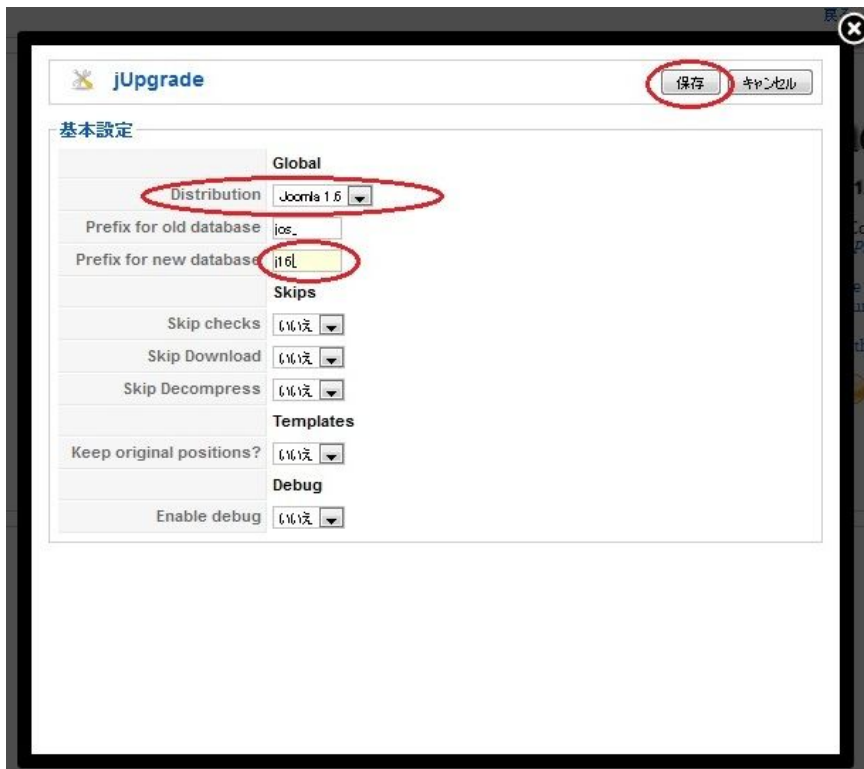 jUpgrade
保存 キャンセル
基本設定
Global
Distribution Joomla 1.6
Prefix for old database jos_
Prefix for new database j16_
Skips
Skip checks いいえ
Skip Download いいえ
Skip Decompress いいえ
Templates
Keep original positions? いいえ
Debug
Enable debug いいえ